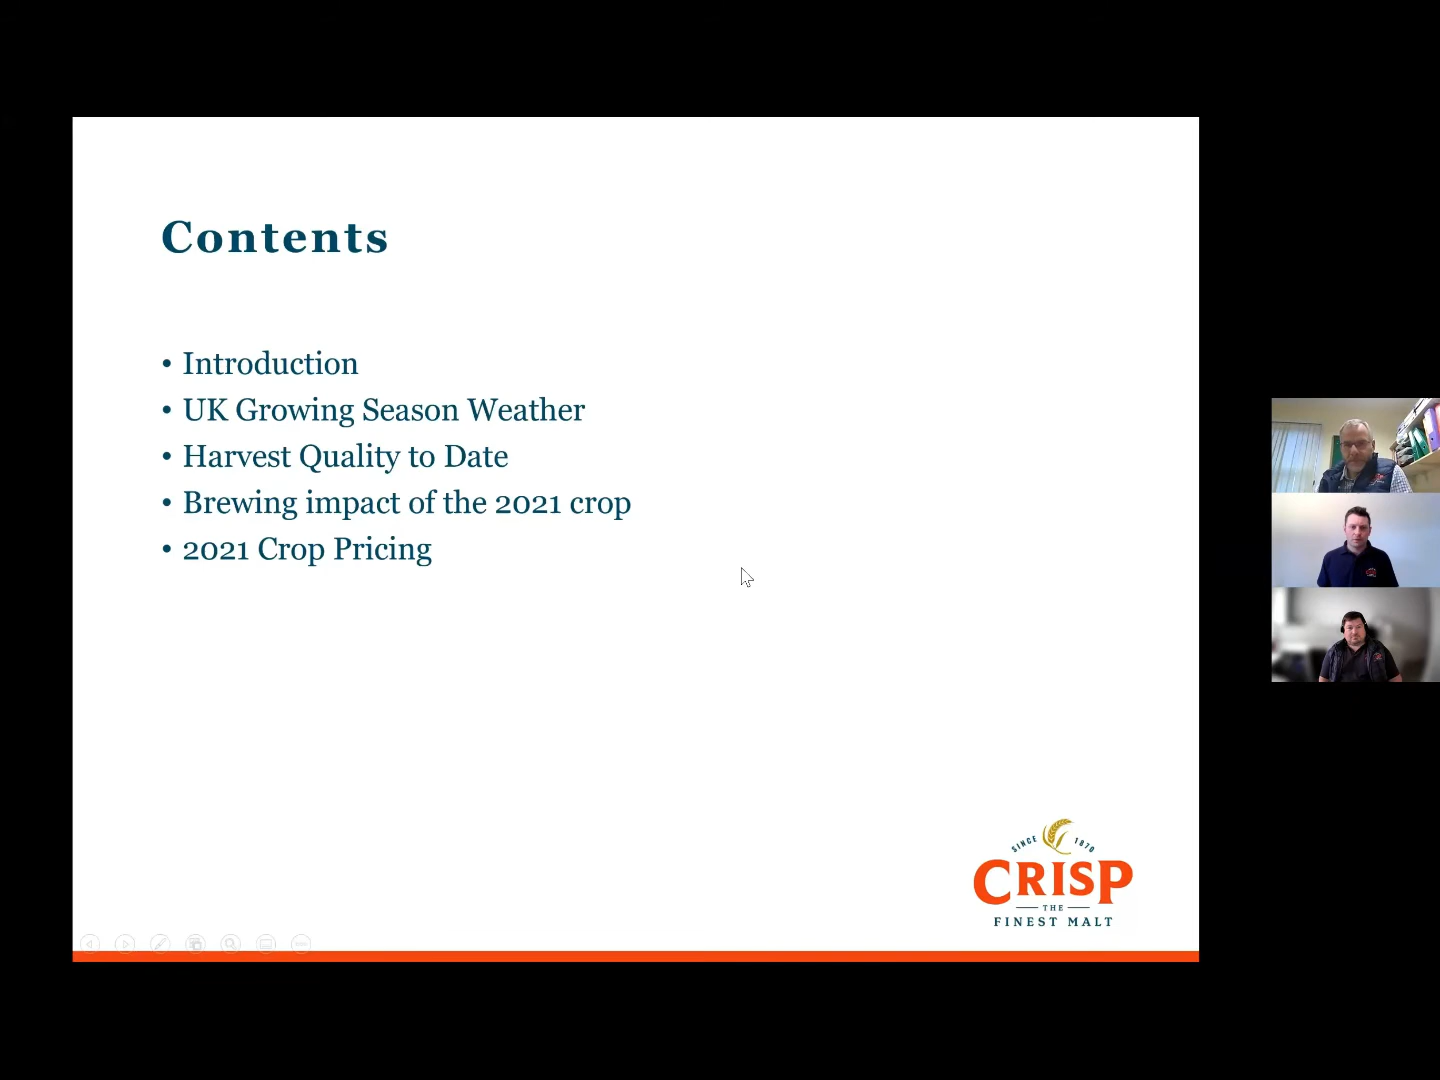 Contents
• Introduction
• UK Growing Season Weather
• Harvest Quality to Date
• Brewing impact of the 2021 crop
• 2021 Crop Pricing
SINCE 1870
CRISP
THE
FINEST MALT